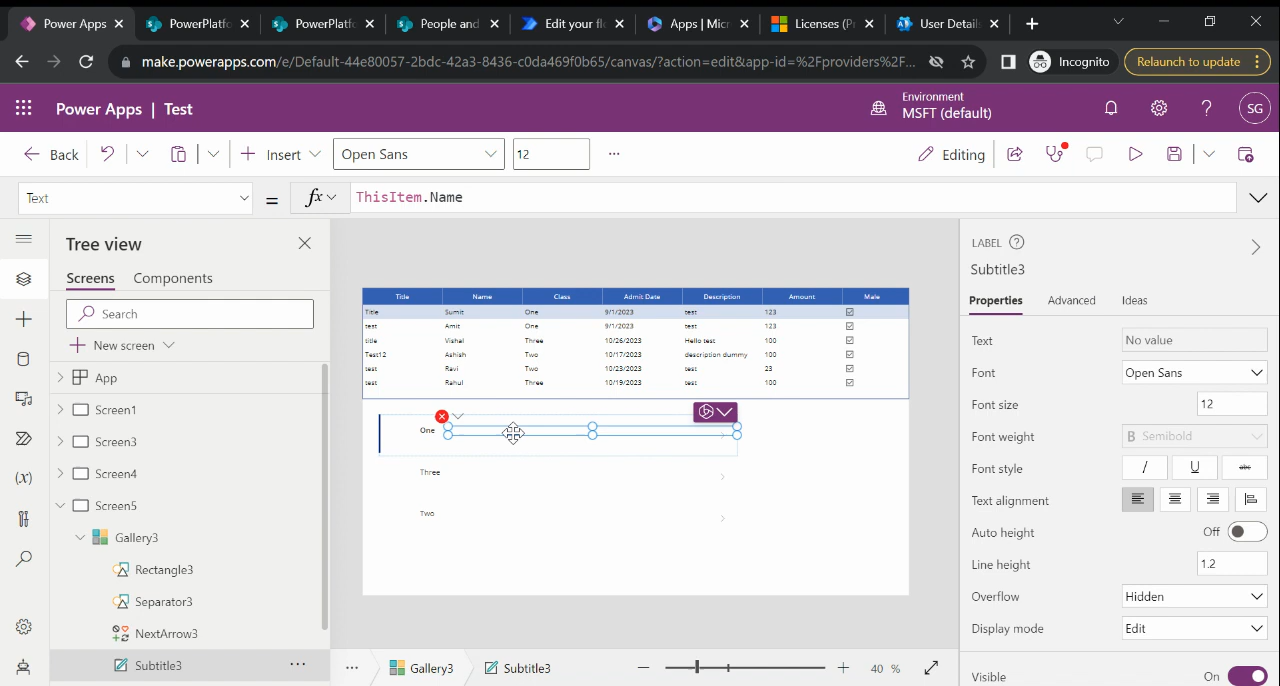 Power Apps
PowerPlatfo
PowerPlatfo
People and
Edit your fl
Apps | Micr
Licenses (P
User Detail
make.powerapps.com/e/Default-44e80057-2bdc-42a3-8436-c0da469f0b65/canvas/?action=edit&app-id=%2Fproviders%2F...
Incognito
Relaunch to update
Power Apps | Test
Environment
MSFT (default)
SG
Back
Insert
Open Sans
12
...
Editing
Text
=
fx
ThisItem.Name
Tree view
Screens
Components
Search
New screen
App
Screen1
Screen3
Screen4
Screen5
Gallery3
Rectangle3
Separator3
NextArrow3
Subtitle3
Title Name Class Admit Date Description Amount Male
Title Sumit One 9/1/2023 test 123
test Amit One 9/1/2023 test 123
title Vishal Three 10/26/2023 Hello test 100
Test12 Ashish Two 10/17/2023 description dummy 100
test Ravi Two 10/23/2023 test 23
test Rahul Three 10/19/2023 test 100
One
Three
Two
Gallery3
Subtitle3
40 %
LABEL
Subtitle3
Properties
Advanced
Ideas
Text No value
Font Open Sans
Font size 12
Font weight B Semibold
Font style / U abc
Text alignment
Auto height Off
Line height 1.2
Overflow Hidden
Display mode Edit
Visible On